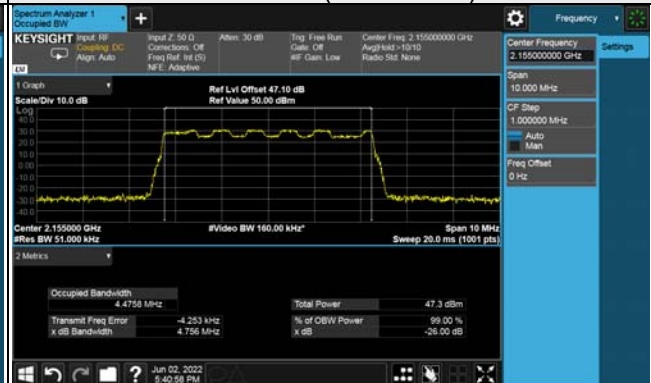 Spectrum Analyzer 1
Occupied BW
+
Frequency
KEYSIGHT
Input: RF
Coupling: DC
Align: Auto
Input Z: 50 Ω
Corrections: Off
Freq Ref: Int (S)
NFE: Adaptive
Atten: 30 dB
Trig: Free Run
Gate: Off
#IF Gain: Low
Center Freq: 2.155000000 GHz
Avg|Hold:>10/10
Radio Std: None
LM
Center Frequency
2.155000000 GHz
Settings
Span
10.000 MHz
CF Step
1.000000 MHz
Auto
Man
Freq Offset
0 Hz
1 Graph
Scale/Div 10.0 dB
Ref Lvl Offset 47.10 dB
Ref Value 50.00 dBm
Log
40.0
30.0
20.0
10.0
0.00
-10.0
-20.0
-30.0
-40.0
Center 2.155000 GHz
#Res BW 51.000 kHz
#Video BW 160.00 kHz*
Span 10 MHz
Sweep 20.0 ms (1001 pts)
2 Metrics
Occupied Bandwidth
4.4758 MHz
Total Power 47.3 dBm
Transmit Freq Error -4.253 kHz
% of OBW Power 99.00 %
x dB Bandwidth 4.756 MHz
x dB -26.00 dB
?
Jun 02, 2022
5:40:58 PM